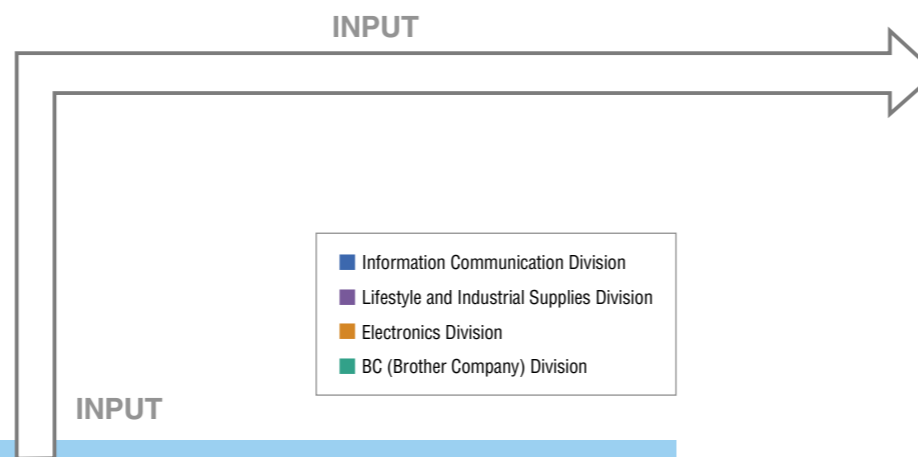 INPUT
Information Communication Division
Lifestyle and Industrial Supplies Division
Electronics Division
BC (Brother Company) Division
INPUT